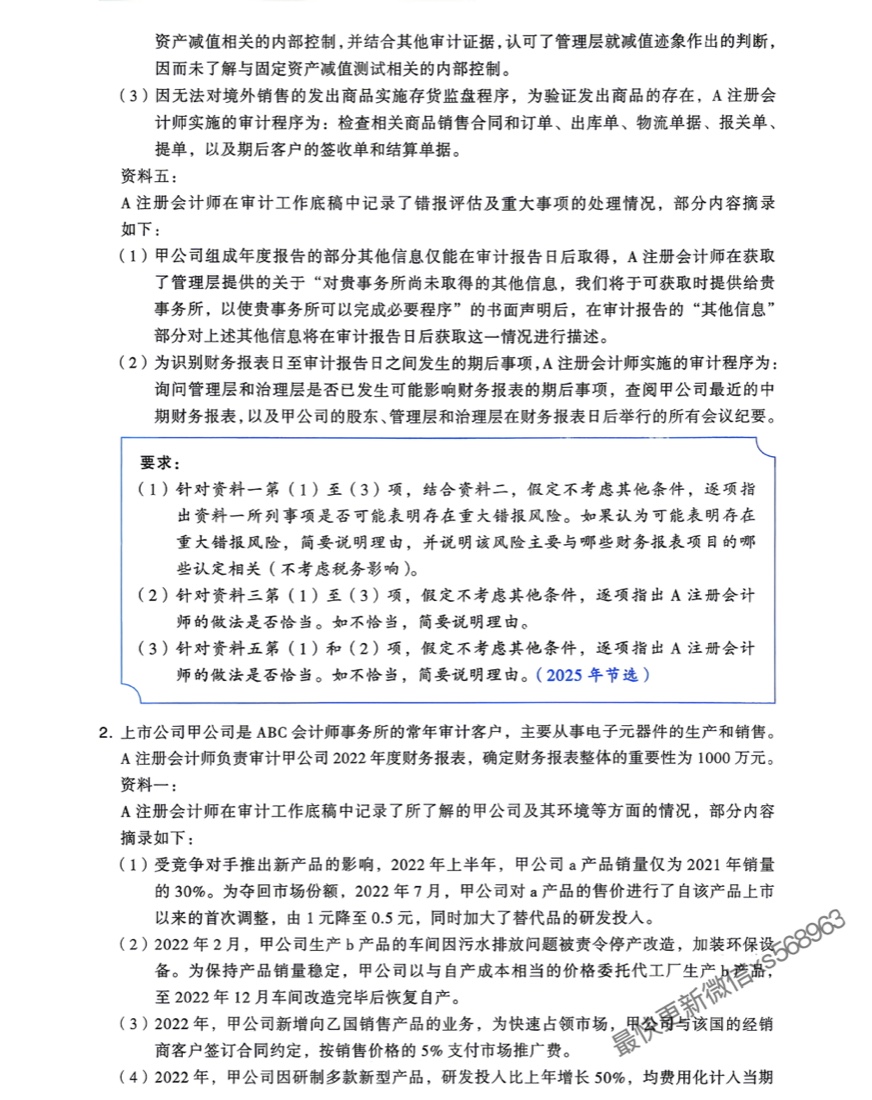 资产减值相关的内部控制，并结合其他审计证据，认可了管理层就减值迹象作出的判断，
因而未了解与固定资产减值测试相关的内部控制。
（3）因无法对境外销售的发出商品实施存货监盘程序，为验证发出商品的存在，A 注册会
计师实施的审计程序为：检查相关商品销售合同和订单、出库单、物流单据、报关单、
提单，以及期后客户的签收单和结算单据。
资料五：
A 注册会计师在审计工作底稿中记录了错报评估及重大事项的处理情况，部分内容摘录
如下：
（1）甲公司组成年度报告的部分其他信息仅能在审计报告日后取得，A 注册会计师在获取
了管理层提供的关于“对贵事务所尚未取得的其他信息，我们将于可获取时提供给贵
事务所，以使贵事务所可以完成必要程序”的书面声明后，在审计报告的“其他信息”
部分对上述其他信息将在审计报告日后获取这一情况进行描述。
（2）为识别财务报表日至审计报告日之间发生的期后事项，A 注册会计师实施的审计程序为：
询问管理层和治理层是否已发生可能影响财务报表的期后事项，查阅甲公司最近的中
期财务报表，以及甲公司的股东、管理层和治理层在财务报表日后举行的所有会议纪要。
要求：
（1）针对资料一第（1）至（3）项，结合资料二，假定不考虑其他条件，逐项指
出资料一所列事项是否可能表明存在重大错报风险。如果认为可能表明存在
重大错报风险，简要说明理由，并说明该风险主要与哪些财务报表项目的哪
些认定相关（不考虑税务影响）。
（2）针对资料三第（1）至（3）项，假定不考虑其他条件，逐项指出 A 注册会计
师的做法是否恰当。如不恰当，简要说明理由。
（3）针对资料五第（1）和（2）项，假定不考虑其他条件，逐项指出 A 注册会计
师的做法是否恰当。如不恰当，简要说明理由。（2025 年节选）
2. 上市公司甲公司是 ABC 会计师事务所的常年审计客户，主要从事电子元器件的生产和销售。
A 注册会计师负责审计甲公司 2022 年度财务报表，确定财务报表整体的重要性为 1000 万元。
资料一：
A 注册会计师在审计工作底稿中记录了所了解的甲公司及其环境等方面的情况，部分内容
摘录如下：
（1）受竞争对手推出新产品的影响，2022 年上半年，甲公司 a 产品销量仅为 2021 年销量
的 30%。为夺回市场份额，2022 年 7 月，甲公司对 a 产品的售价进行了自该产品上市
以来的首次调整，由 1 元降至 0.5 元，同时加大了替代品的研发投入。
（2）2022 年 2 月，甲公司生产 b 产品的车间因污水排放问题被责令停产改造，加装环保设
备。为保持产品销量稳定，甲公司以与自产成本相当的价格委托代工厂生产 b 产品，
至 2022 年 12 月车间改造完毕后恢复自产。
（3）2022 年，甲公司新增向乙国销售产品的业务，为快速占领市场，甲公司与该国的经销
商客户签订合同约定，按销售价格的 5% 支付市场推广费。
（4）2022 年，甲公司因研制多款新型产品，研发投入比上年增长 50%，均费用化计入当期